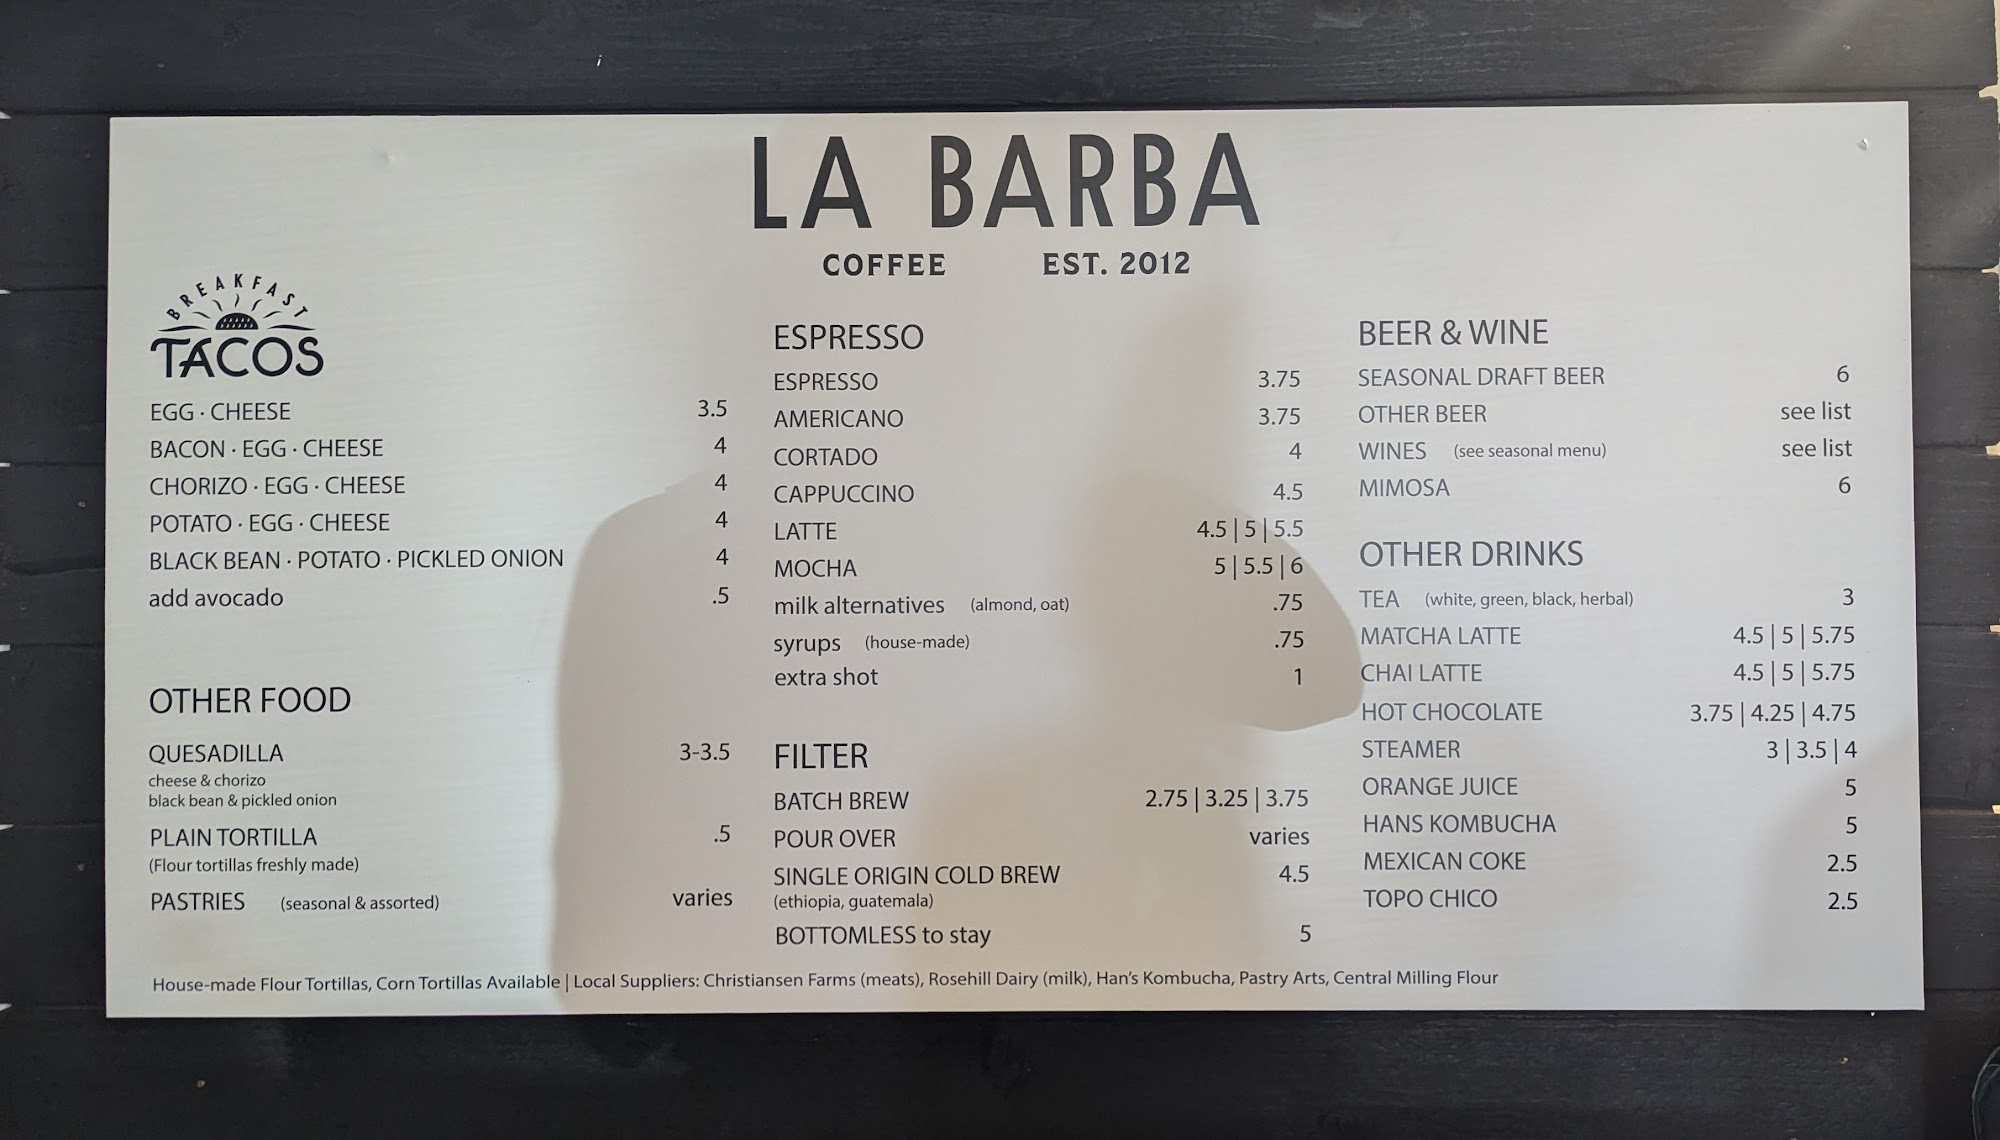 LA BARBA
COFFEE EST. 2012
BREAKFAST
TACOS
EGG · CHEESE 3.5
BACON · EGG · CHEESE 4
CHORIZO · EGG · CHEESE 4
POTATO · EGG · CHEESE 4
BLACK BEAN · POTATO · PICKLED ONION 4
add avocado .5
OTHER FOOD
QUESADILLA 3-3.5
cheese & chorizo
black bean & pickled onion
PLAIN TORTILLA .5
(Flour tortillas freshly made)
PASTRIES (seasonal & assorted) varies
ESPRESSO
ESPRESSO 3.75
AMERICANO 3.75
CORTADO 4
CAPPUCCINO 4.5
LATTE 4.5 | 5 | 5.5
MOCHA 5 | 5.5 | 6
milk alternatives (almond, oat) .75
syrups (house-made) .75
extra shot 1
FILTER
BATCH BREW 2.75 | 3.25 | 3.75
POUR OVER varies
SINGLE ORIGIN COLD BREW 4.5
(ethiopia, guatemala)
BOTTOMLESS to stay 5
BEER & WINE
SEASONAL DRAFT BEER 6
OTHER BEER see list
WINES (see seasonal menu) see list
MIMOSA 6
OTHER DRINKS
TEA (white, green, black, herbal) 3
MATCHA LATTE 4.5 | 5 | 5.75
CHAI LATTE 4.5 | 5 | 5.75
HOT CHOCOLATE 3.75 | 4.25 | 4.75
STEAMER 3 | 3.5 | 4
ORANGE JUICE 5
HANS KOMBUCHA 5
MEXICAN COKE 2.5
TOPO CHICO 2.5
House-made Flour Tortillas, Corn Tortillas Available | Local Suppliers: Christiansen Farms (meats), Rosehill Dairy (milk), Han's Kombucha, Pastry Arts, Central Milling Flour